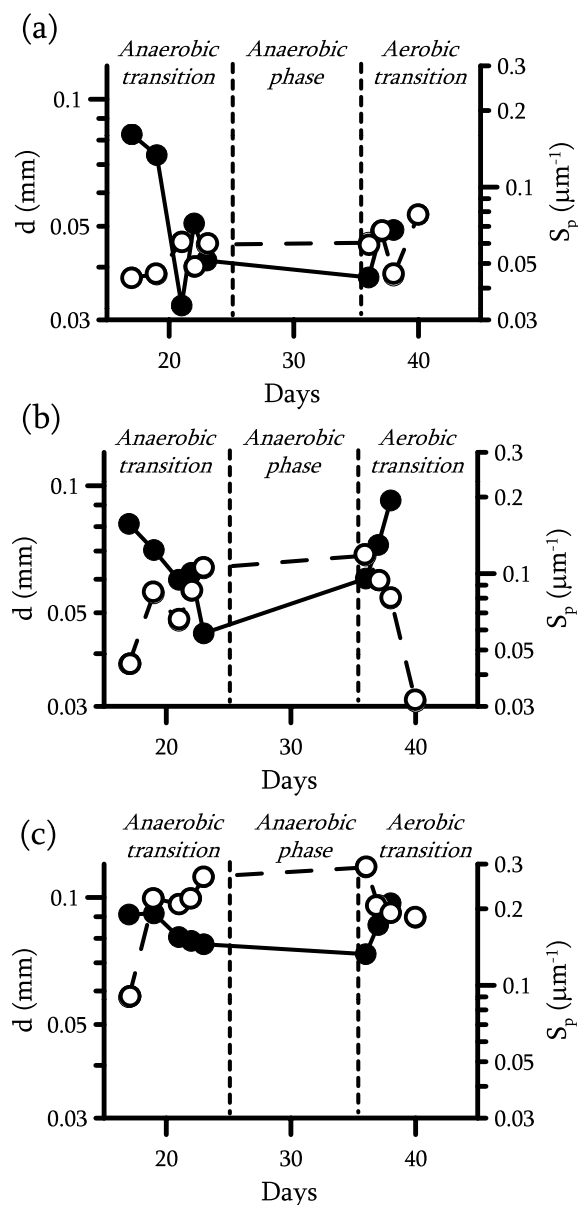 (a)
Anaerobic Anaerobic Aerobic
transition phase transition
0.1 0.3
0.2
d (mm) 0.1 Sp (µm⁻¹)
0.05 0.05
0.03 0.03
20 30 40
Days
(b)
Anaerobic Anaerobic Aerobic
transition phase transition
0.1 0.3
0.2
d (mm) 0.1 Sp (µm⁻¹)
0.05 0.05
0.03 0.03
20 30 40
Days
(c)
Anaerobic Anaerobic Aerobic
transition phase transition
0.1 0.3
0.2
d (mm) 0.1 Sp (µm⁻¹)
0.05 0.05
0.03 0.03
20 30 40
Days